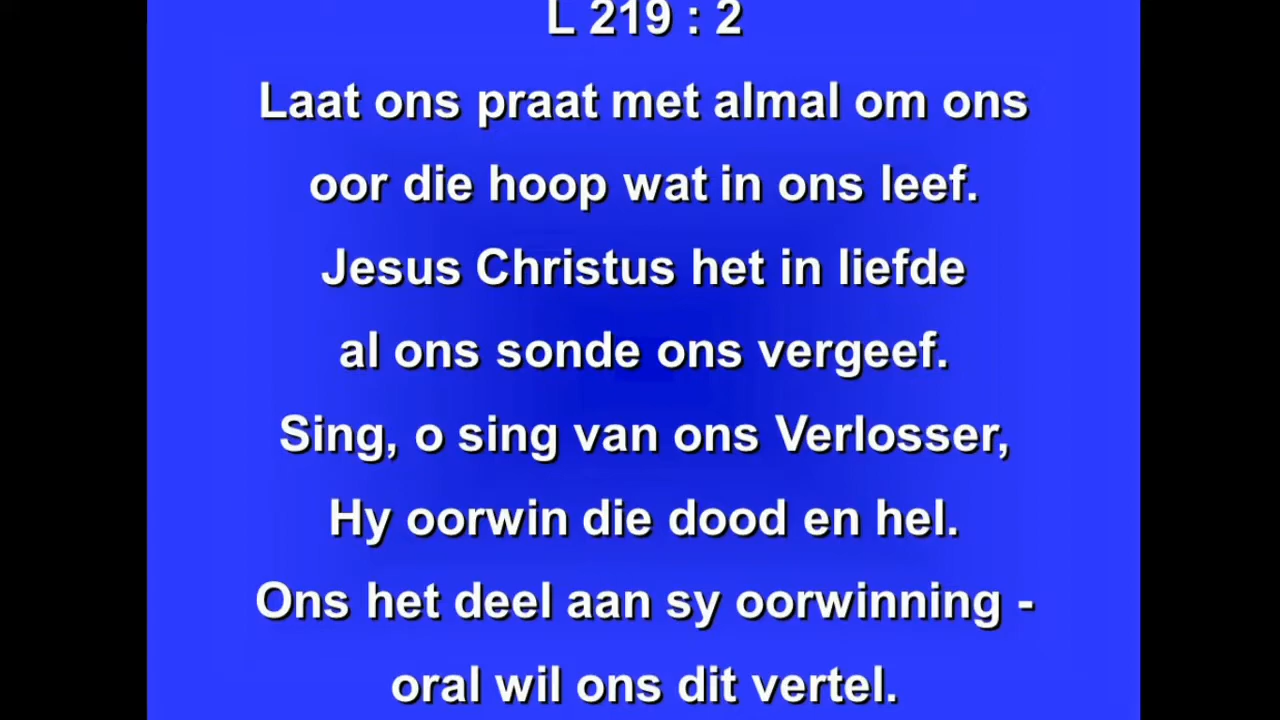 L 219 : 2
Laat ons praat met almal om ons
oor die hoop wat in ons leef.
Jesus Christus het in liefde
al ons sonde ons vergeef.
Sing, o sing van ons Verlosser,
Hy oorwin die dood en hel.
Ons het deel aan sy oorwinning -
oral wil ons dit vertel.